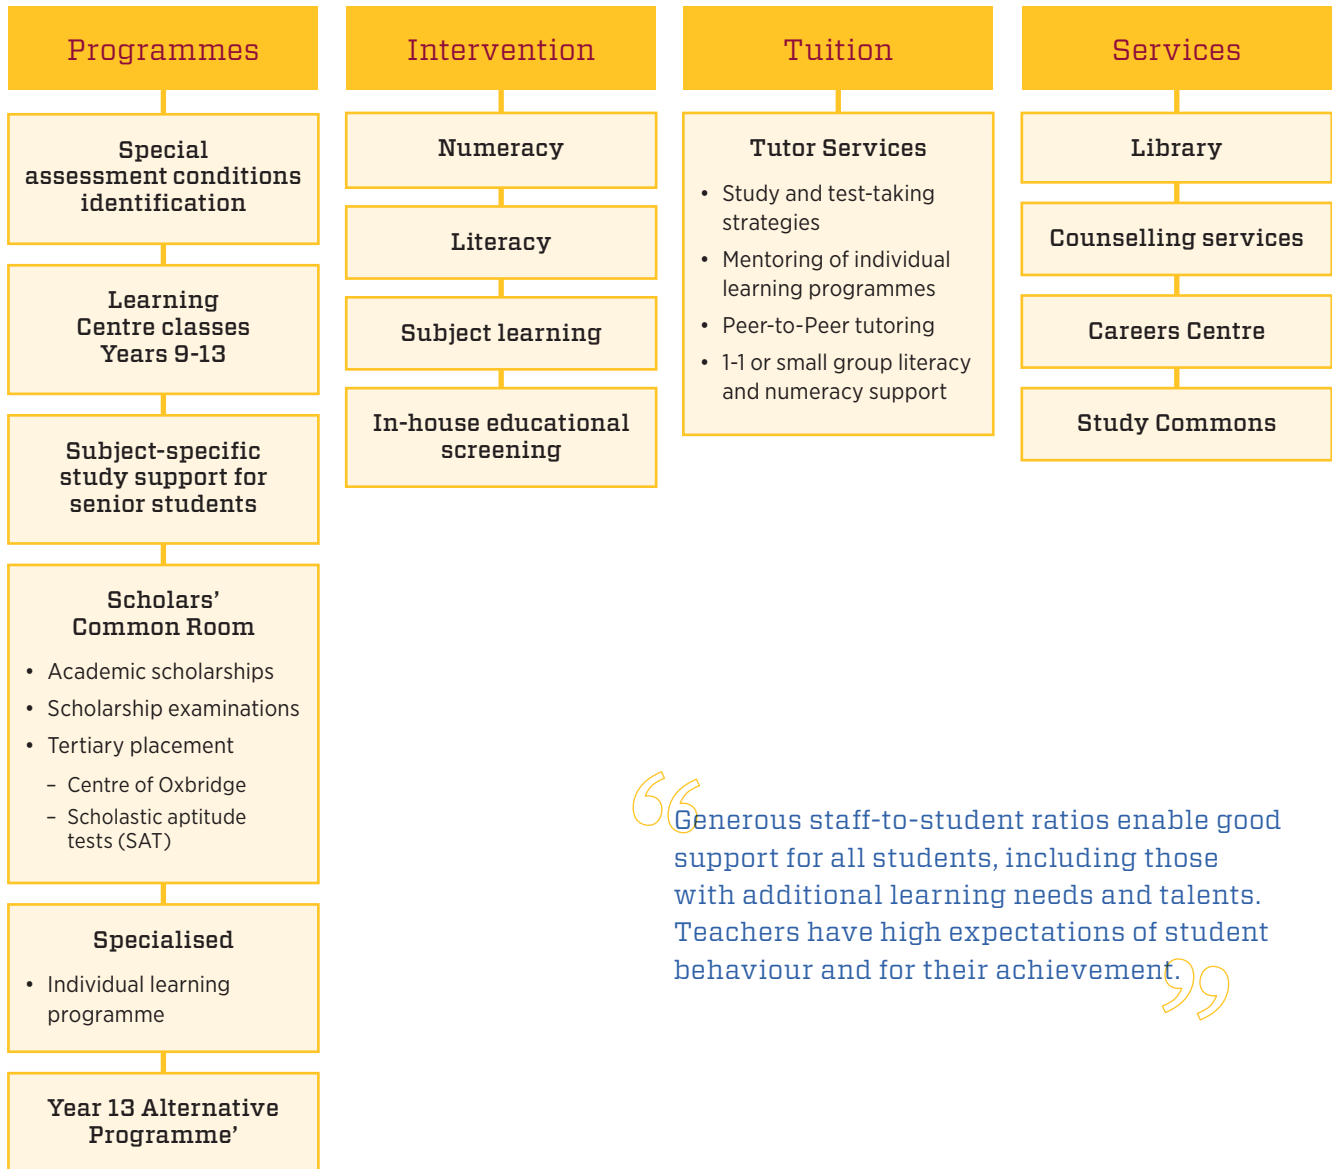 Programmes
Special
assessment conditions
identification
Learning
Centre classes
Years 9-13
Subject-specific
study support for
senior students
Scholars’
Common Room
• Academic scholarships
• Scholarship examinations
• Tertiary placement
– Centre of Oxbridge
– Scholastic aptitude
tests (SAT)
Specialised
• Individual learning
programme
Year 13 Alternative
Programme’
Intervention
Numeracy
Literacy
Subject learning
In-house educational
screening
Tuition
Tutor Services
• Study and test-taking
strategies
• Mentoring of individual
learning programmes
• Peer-to-Peer tutoring
• 1-1 or small group literacy
and numeracy support
Services
Library
Counselling services
Careers Centre
Study Commons
“Generous staff-to-student ratios enable good
support for all students, including those
with additional learning needs and talents.
Teachers have high expectations of student
behaviour and for their achievement.”